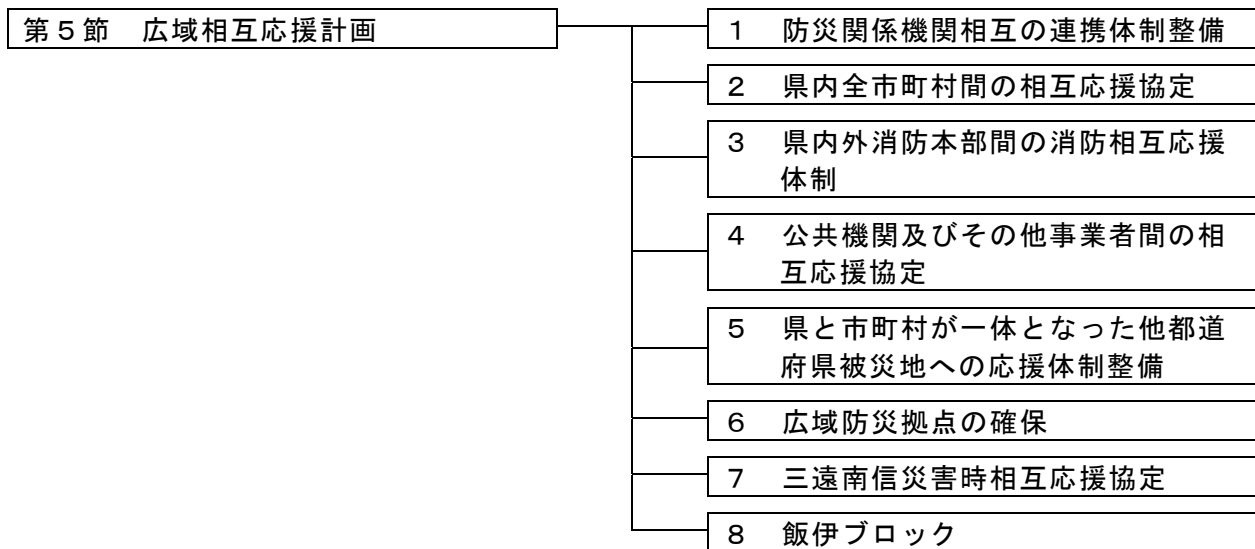 第５節　広域相互応援計画
１　防災関係機関相互の連携体制整備
２　県内全市町村間の相互応援協定
３　県内外消防本部間の消防相互応援
体制
４　公共機関及びその他事業者間の相
互応援協定
５　県と市町村が一体となった他都道
府県被災地への応援体制整備
６　広域防災拠点の確保
７　三遠南信災害時相互応援協定
８　飯伊ブロック